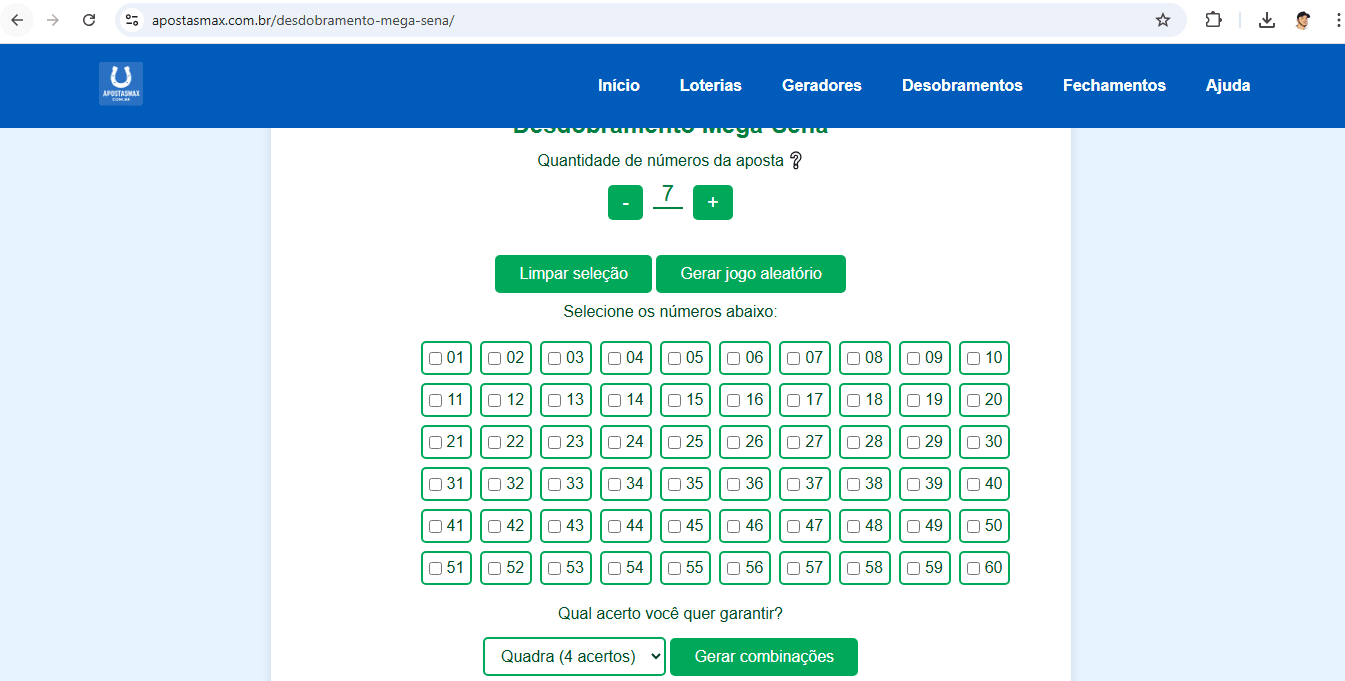 apostasmax.com.br/desdobramento-mega-sena/
APOSTASMAX
COM.BR
Início Loterias Geradores Desobramentos Fechamentos Ajuda
Desdobramento Mega-Sena
Quantidade de números da aposta
- 7 +
Limpar seleção Gerar jogo aleatório
Selecione os números abaixo:
01 02 03 04 05 06 07 08 09 10
11 12 13 14 15 16 17 18 19 20
21 22 23 24 25 26 27 28 29 30
31 32 33 34 35 36 37 38 39 40
41 42 43 44 45 46 47 48 49 50
51 52 53 54 55 56 57 58 59 60
Qual acerto você quer garantir?
Quadra (4 acertos) Gerar combinações